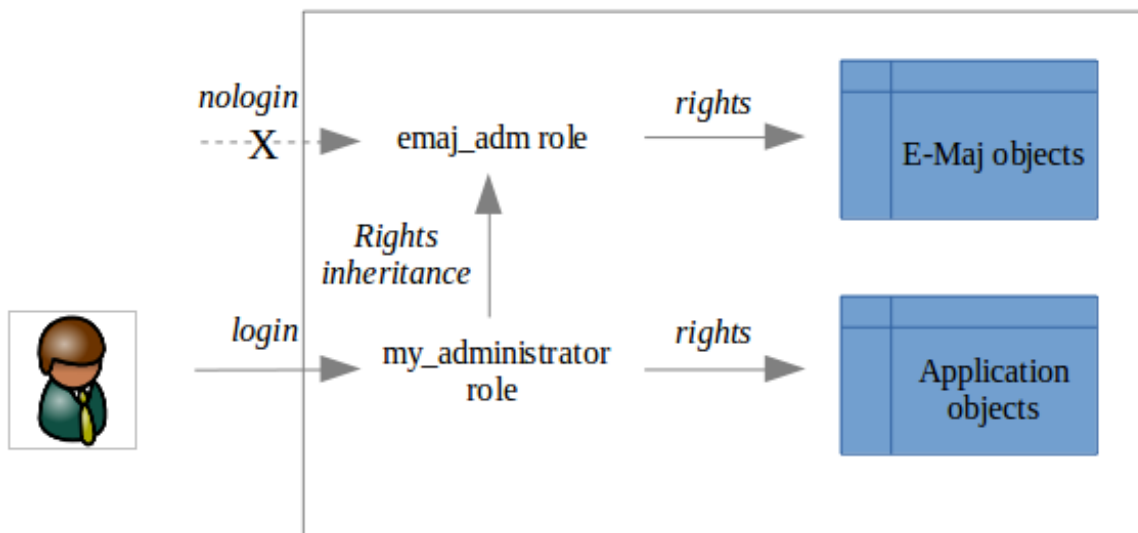 nologin
X
emaj_adm role
rights
E-Maj objects
Rights
inheritance
login
my_administrator
role
rights
Application
objects